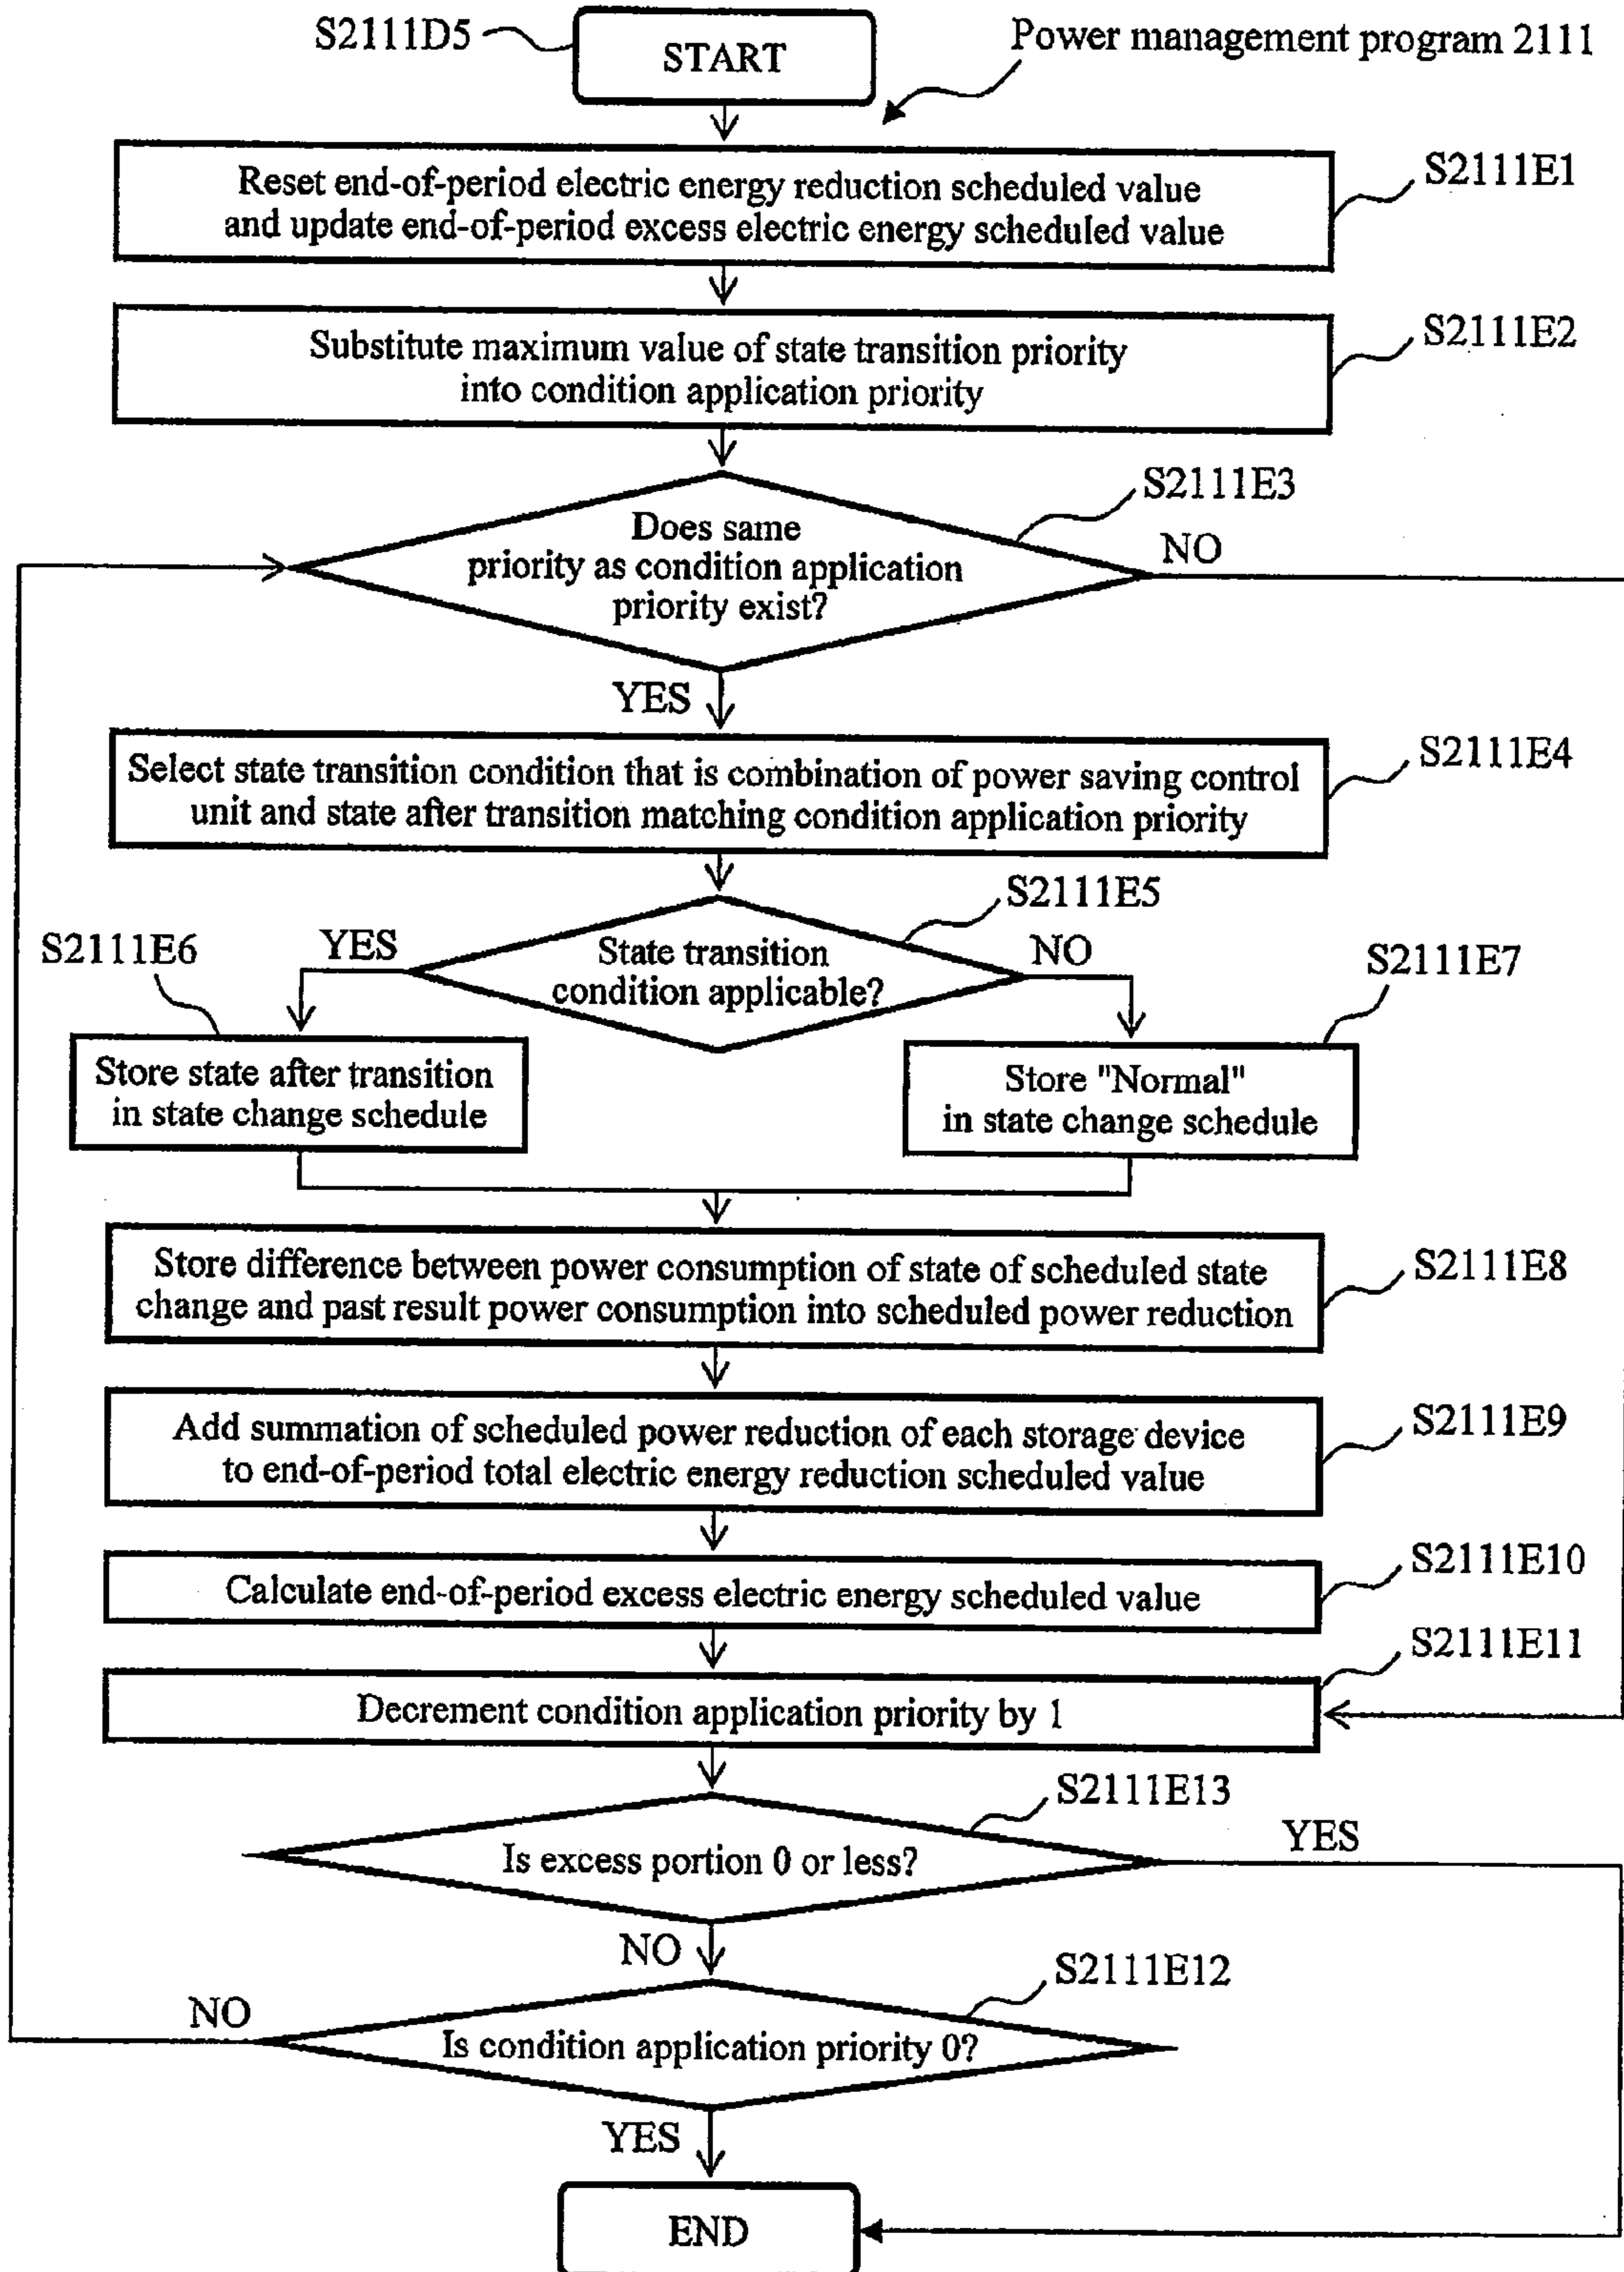 S2111D5
START
Power management program 2111
Reset end-of-period electric energy reduction scheduled value
and update end-of-period excess electric energy scheduled value
S2111E1
Substitute maximum value of state transition priority
into condition application priority
S2111E2
S2111E3
Does same
priority as condition application
priority exist?
NO
YES
Select state transition condition that is combination of power saving control
unit and state after transition matching condition application priority
S2111E4
S2111E5
S2111E6
YES
State transition
condition applicable?
NO
S2111E7
Store state after transition
in state change schedule
Store "Normal"
in state change schedule
Store difference between power consumption of state of scheduled state
change and past result power consumption into scheduled power reduction
S2111E8
Add summation of scheduled power reduction of each storage device
to end-of-period total electric energy reduction scheduled value
S2111E9
Calculate end-of-period excess electric energy scheduled value
S2111E10
S2111E11
Decrement condition application priority by 1
S2111E13
Is excess portion 0 or less?
YES
NO
S2111E12
NO
Is condition application priority 0?
YES
END